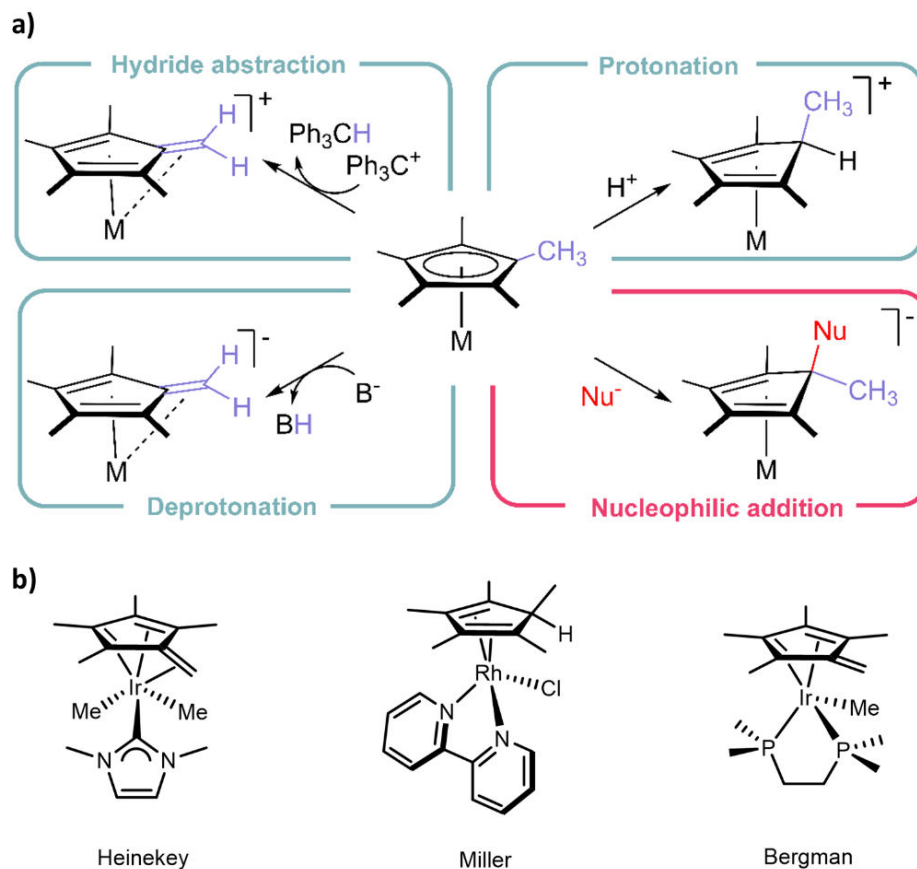 a)
Hydride abstraction
H
]+
H
Ph3CH
Ph3C+
M
Protonation
CH3
]+
H
H+
M
CH3
M
H
]-
H
B-
BH
M
Deprotonation
Nu
]-
CH3
Nu-
M
Nucleophilic addition
b)
Ir
Me
Me
N
N
Heinekey
H
Rh
Cl
N
N
Miller
Ir
Me
P
P
Bergman